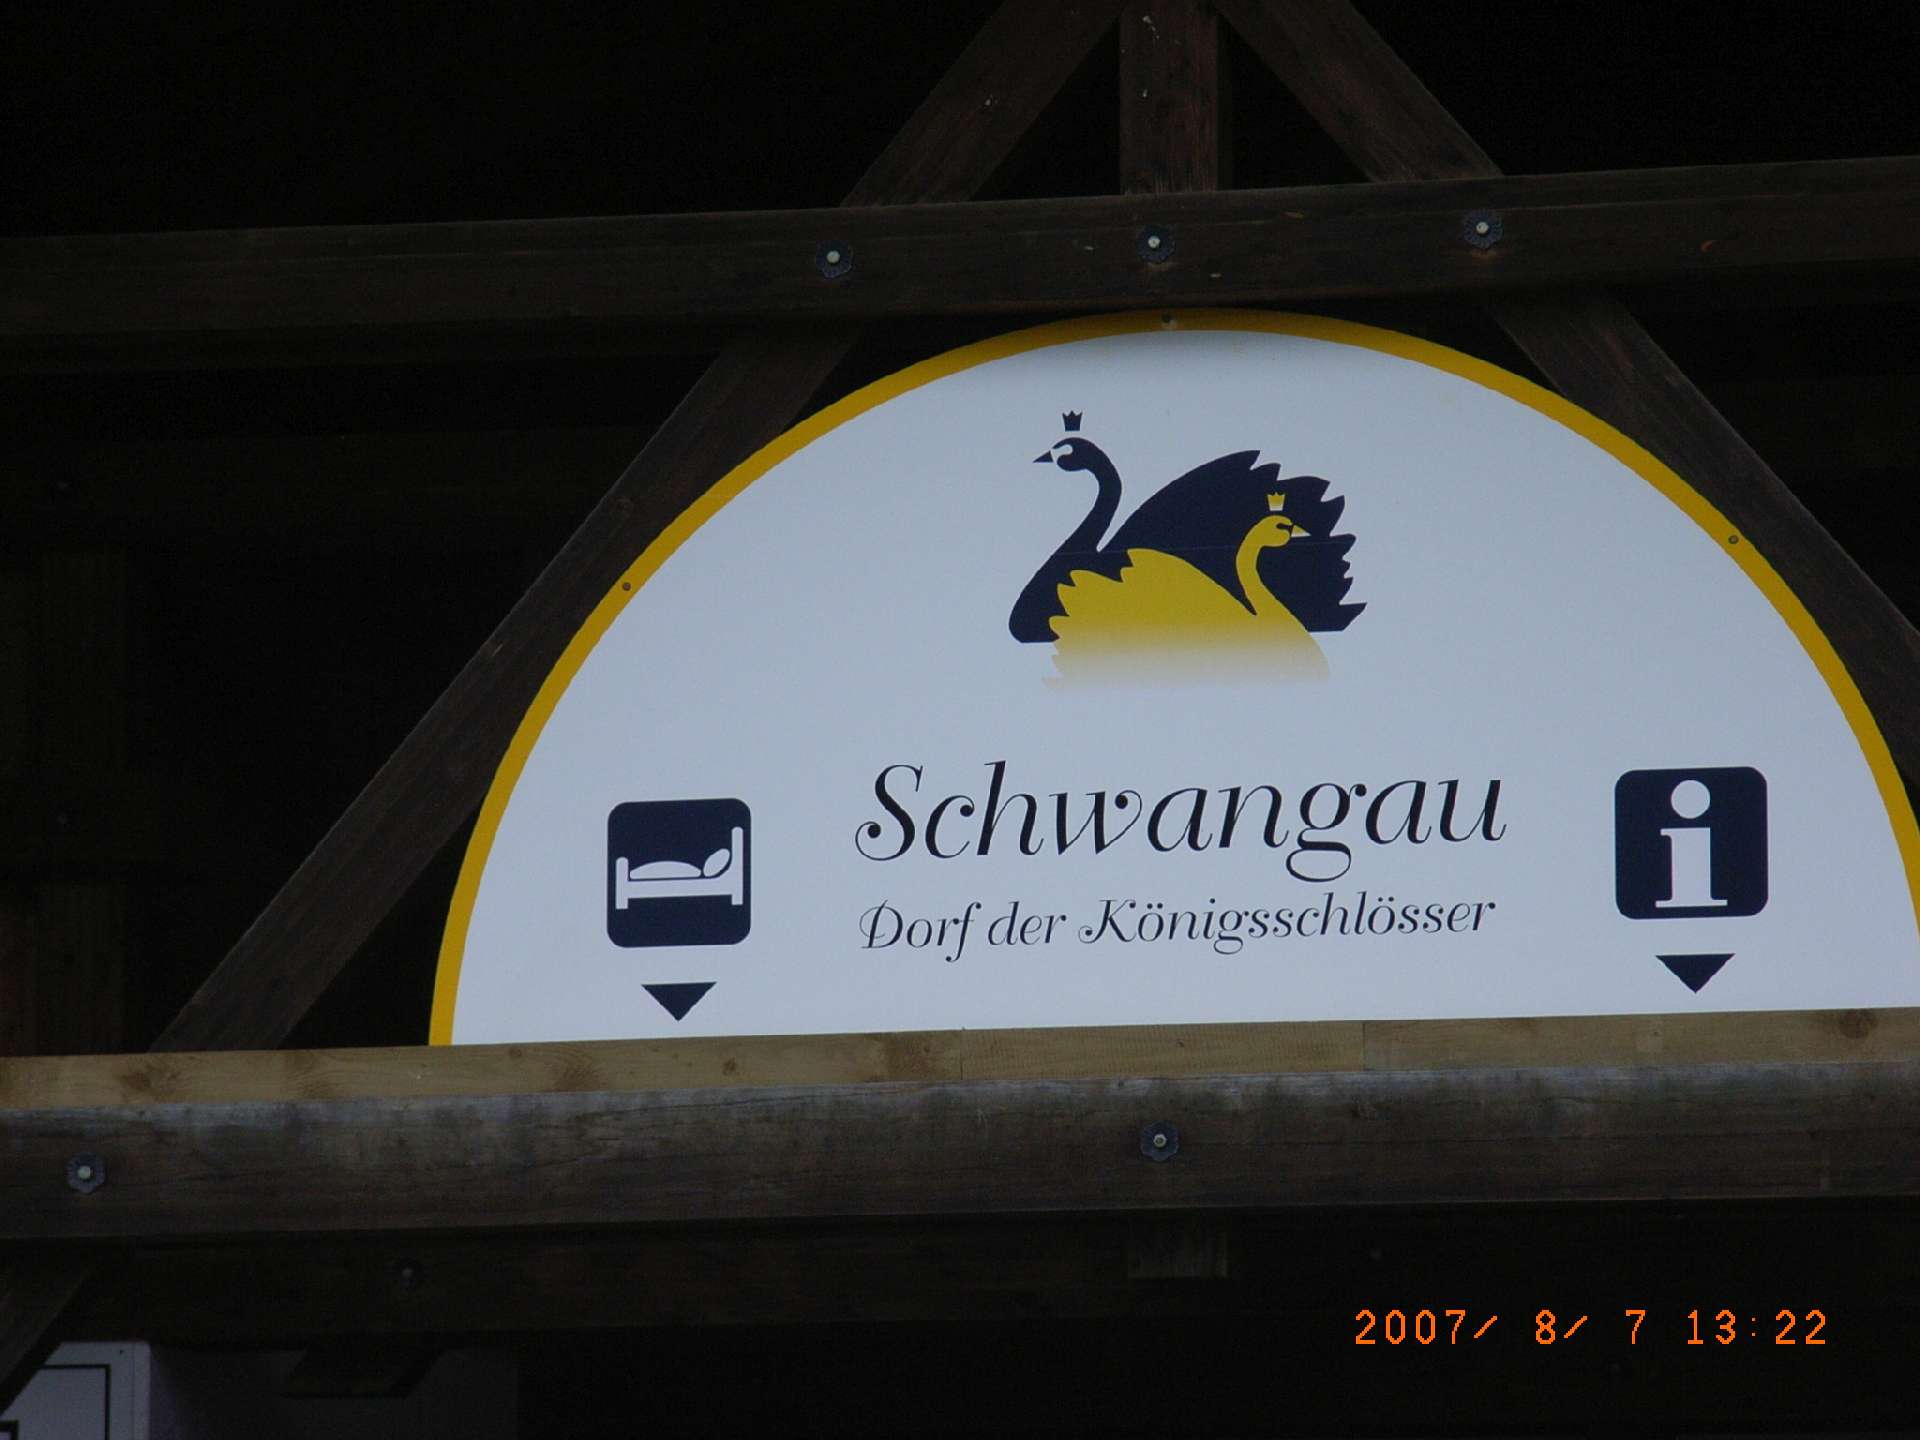 Schwangau
Dorf der Königsschlösser
i
2007/ 8/ 7 13:22